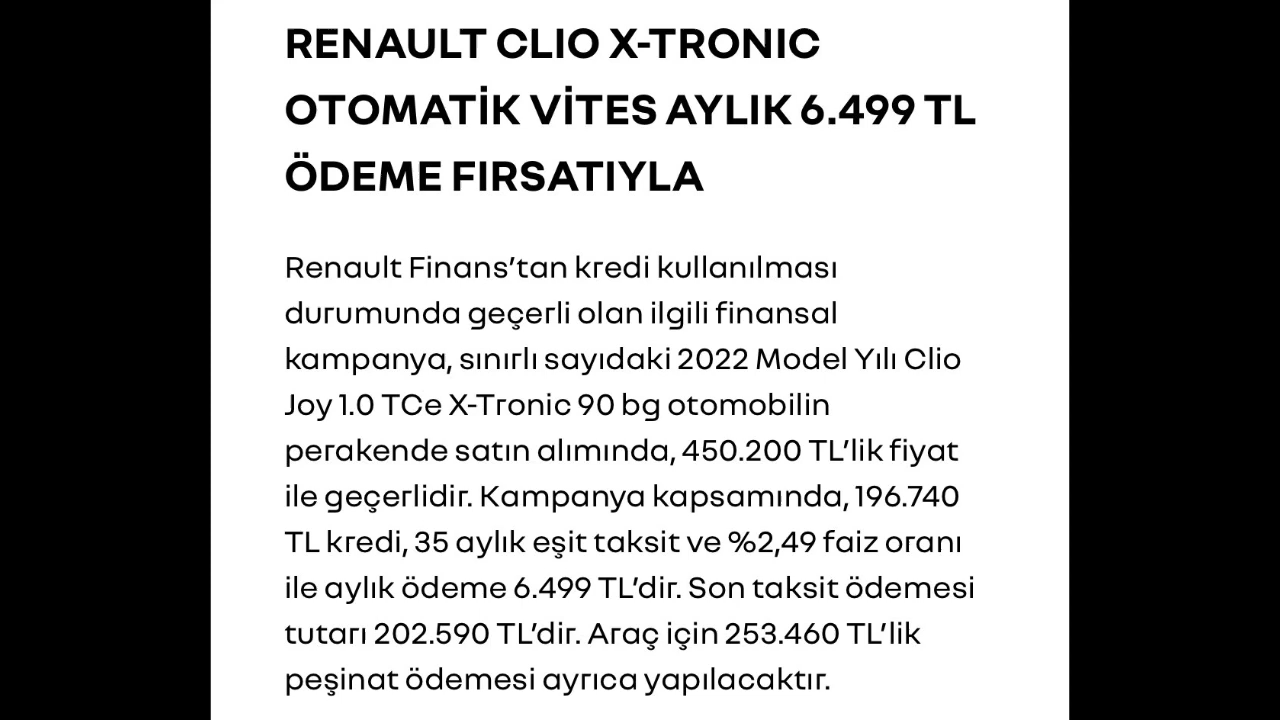 RENAULT CLIO X-TRONIC
OTOMATİK VİTES AYLIK 6.499 TL
ÖDEME FIRSATIYLA
Renault Finans’tan kredi kullanılması
durumunda geçerli olan ilgili finansal
kampanya, sınırlı sayıdaki 2022 Model Yılı Clio
Joy 1.0 TCe X-Tronic 90 bg otomobilin
perakende satın alımında, 450.200 TL’lik fiyat
ile geçerlidir. Kampanya kapsamında, 196.740
TL kredi, 35 aylık eşit taksit ve %2,49 faiz oranı
ile aylık ödeme 6.499 TL’dir. Son taksit ödemesi
tutarı 202.590 TL’dir. Araç için 253.460 TL’lik
peşinat ödemesi ayrıca yapılacaktır.